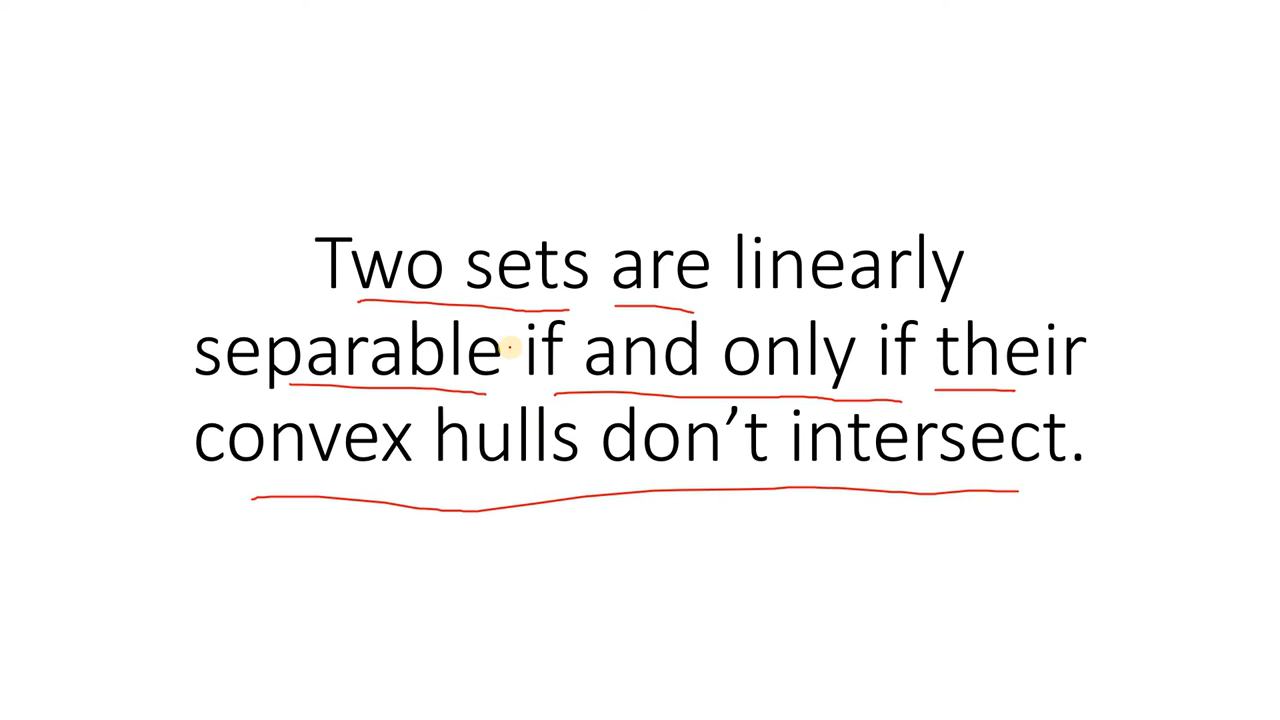 Two sets are linearly
separable if and only if their
convex hulls don’t intersect.